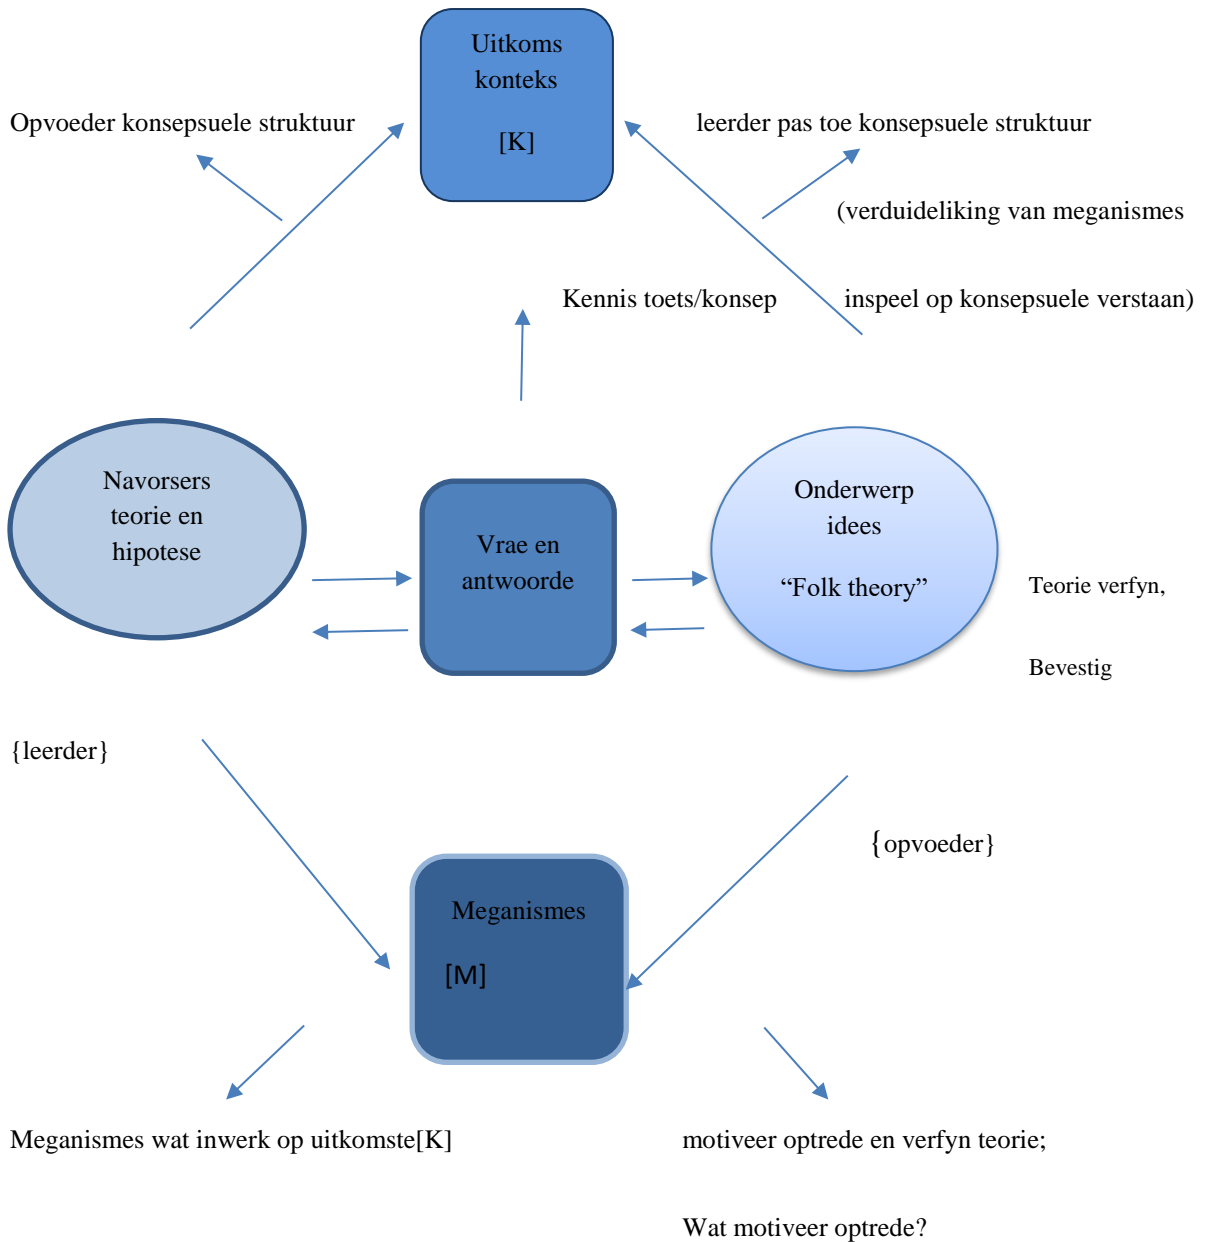 Uitkoms
konteks
[K]
Opvoeder konsepsuele struktuur
leerder pas toe konsepsuele struktuur
(verduideliking van meganismes
Kennis toets/konsep
inspeel op konsepsuele verstaan)
Navorsers
teorie en
hipotese
Vrae en
antwoorde
Onderwerp
idees
“Folk theory”
Teorie verfyn,
Bevestig
{leerder}
{opvoeder}
Meganismes
[M]
Meganismes wat inwerk op uitkomste[K]
motiveer optrede en verfyn teorie;
Wat motiveer optrede?